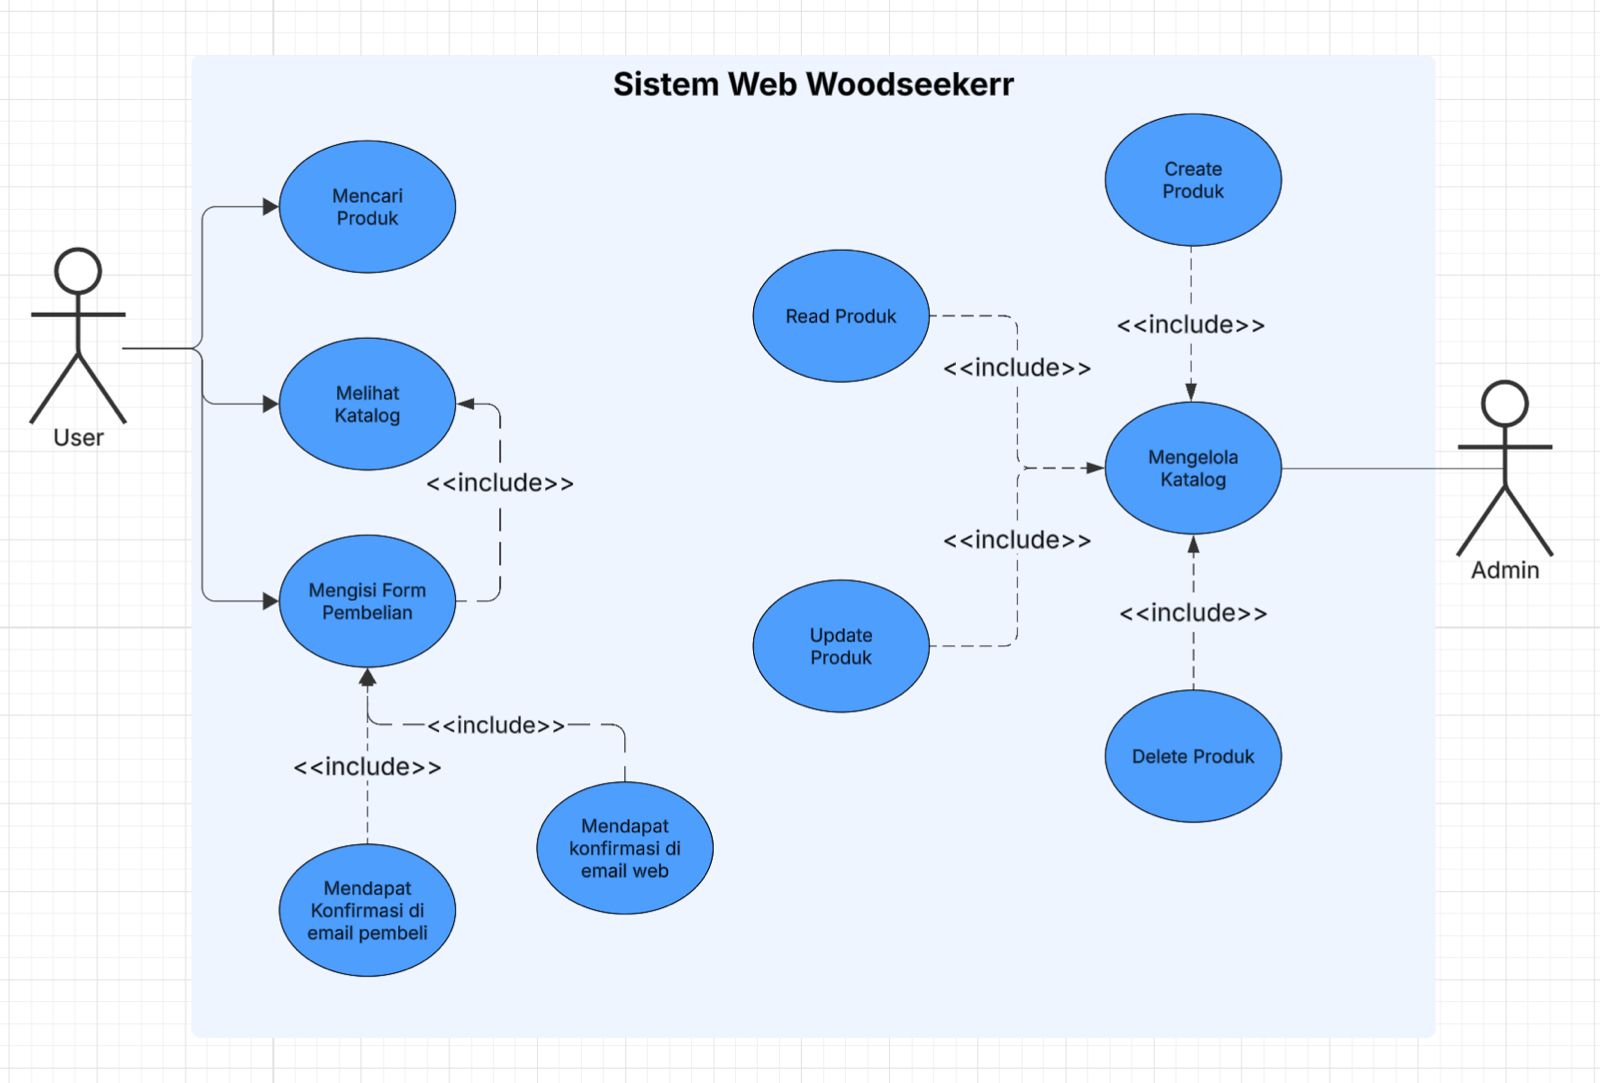 Sistem Web Woodseekerr
Mencari
Produk
Melihat
Katalog
<<include>>
Mengisi Form
Pembelian
<<include>>
<<include>>
Mendapat
konfirmasi di
email web
Mendapat
Konfirmasi di
email pembeli
User
Create
Produk
Read Produk
<<include>>
<<include>>
Mengelola
Katalog
<<include>>
Update
Produk
<<include>>
Delete Produk
Admin